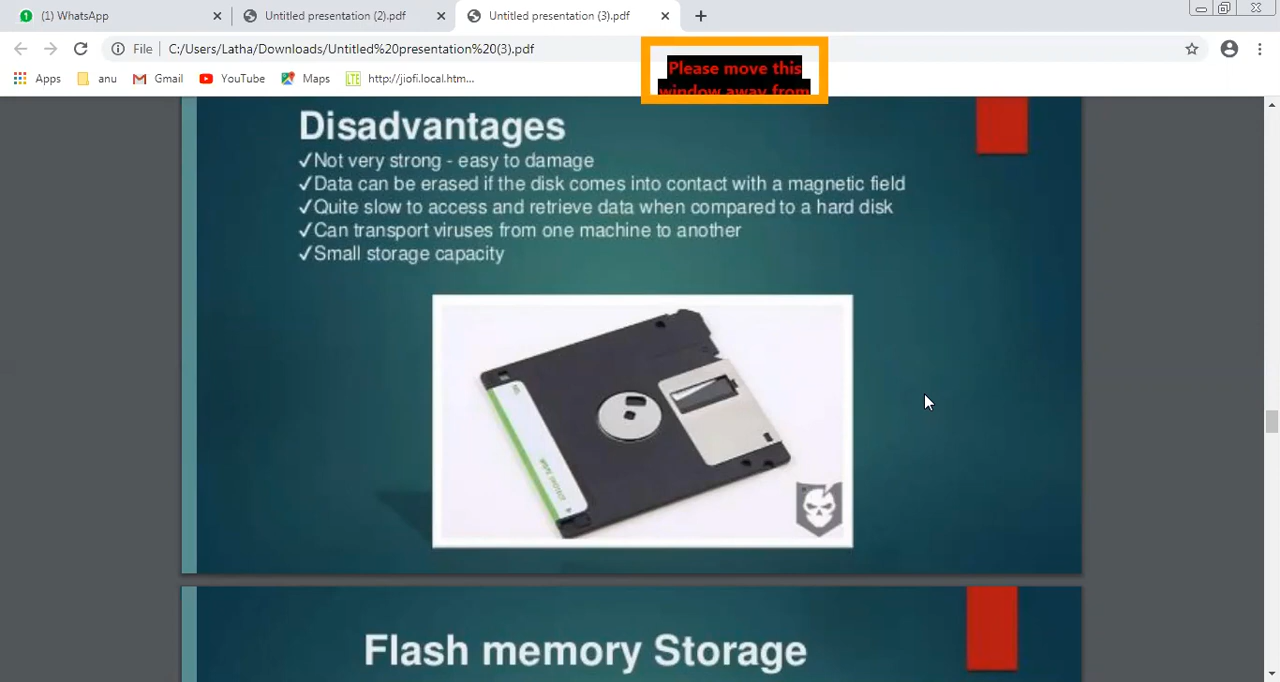 (1) WhatsApp
Untitled presentation (2).pdf
Untitled presentation (3).pdf
File
C:/Users/Latha/Downloads/Untitled%20presentation%20(3).pdf
Apps
anu
Gmail
YouTube
Maps
LTE
http://jiofi.local.htm...
Please move this
window away from
Disadvantages
✓Not very strong - easy to damage
✓Data can be erased if the disk comes into contact with a magnetic field
✓Quite slow to access and retrieve data when compared to a hard disk
✓Can transport viruses from one machine to another
✓Small storage capacity
Flash memory Storage